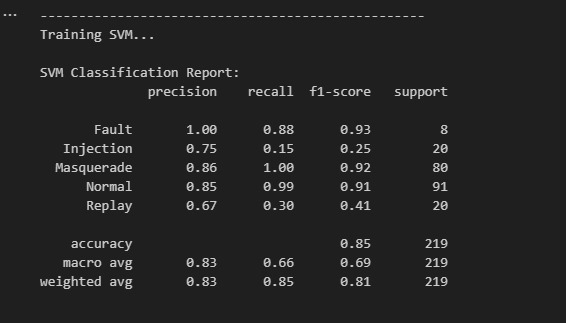 ...
--------------------------------------------------
Training SVM...
SVM Classification Report:
precision recall f1-score support
Fault 1.00 0.88 0.93 8
Injection 0.75 0.15 0.25 20
Masquerade 0.86 1.00 0.92 80
Normal 0.85 0.99 0.91 91
Replay 0.67 0.30 0.41 20
accuracy 0.85 219
macro avg 0.83 0.66 0.69 219
weighted avg 0.83 0.85 0.81 219